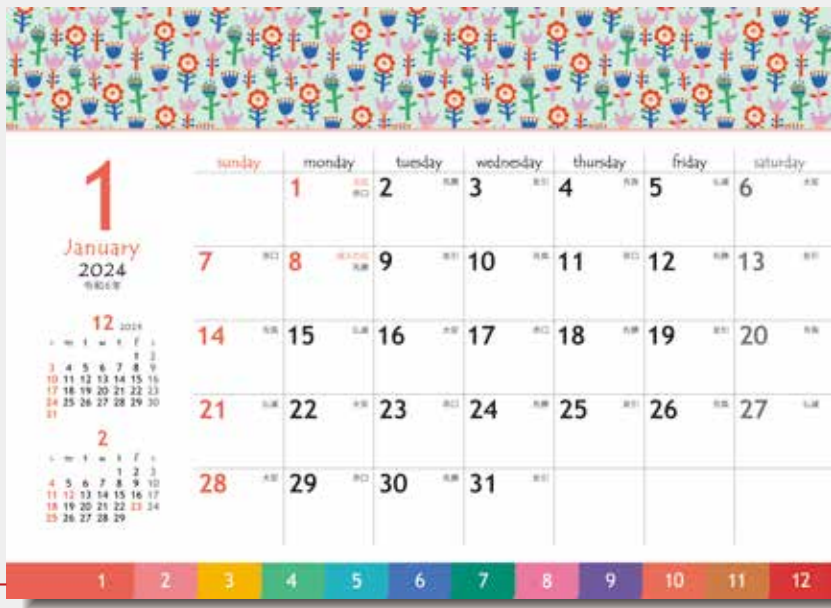 1
January
2024
令和6年
sunday monday tuesday wednesday thursday friday saturday
1 2 3 4 5 6
7 8 9 10 11 12 13
14 15 16 17 18 19 20
21 22 23 24 25 26 27
28 29 30 31
12
s m t w t f s
1 2
3 4 5 6 7 8 9
10 11 12 13 14 15 16
17 18 19 20 21 22 23
24 25 26 27 28 29 30
31
2
s m t w t f s
1 2 3
4 5 6 7 8 9 10
11 12 13 14 15 16 17
18 19 20 21 22 23 24
25 26 27 28 29
1 2 3 4 5 6 7 8 9 10 11 12